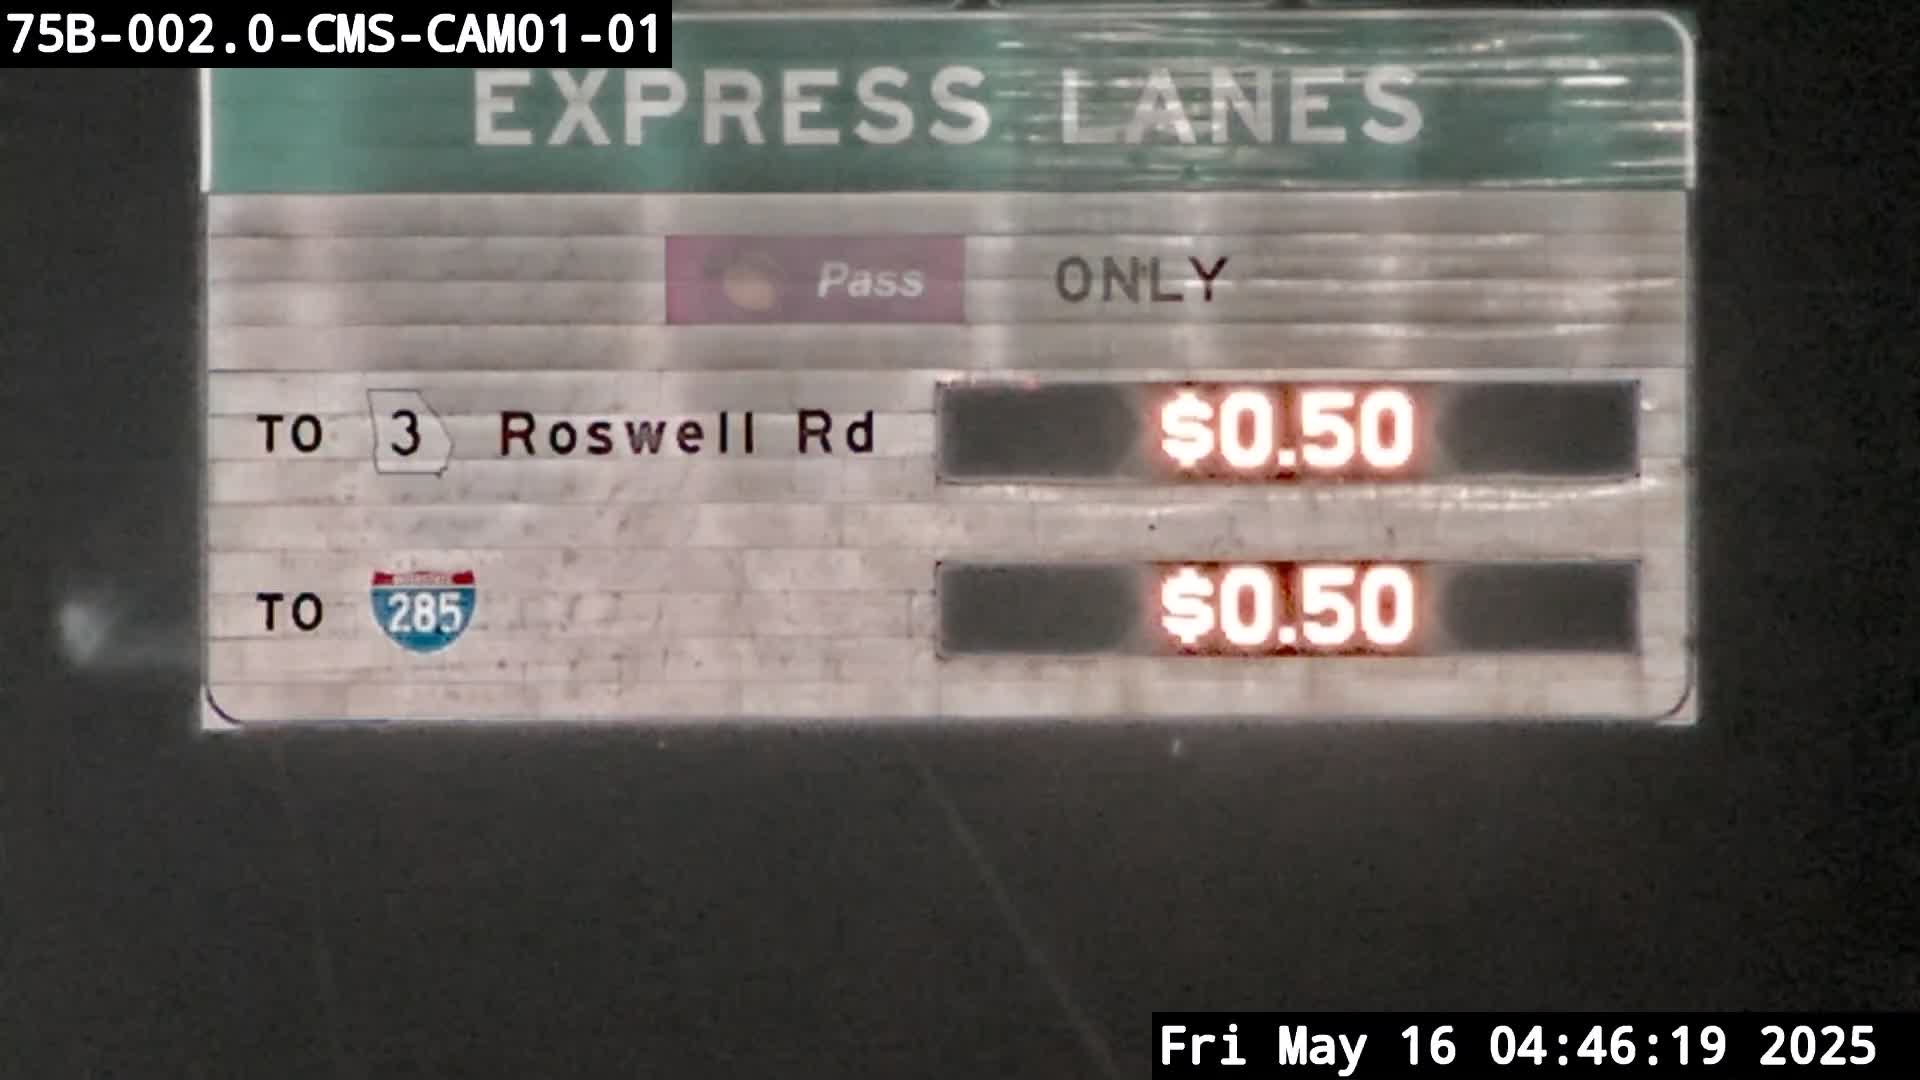 75B-002.0-CMS-CAM01-01
EXPRESS LANES
Pass ONLY
TO 3 Roswell Rd $0.50
TO 285 $0.50
Fri May 16 04:46:19 2025